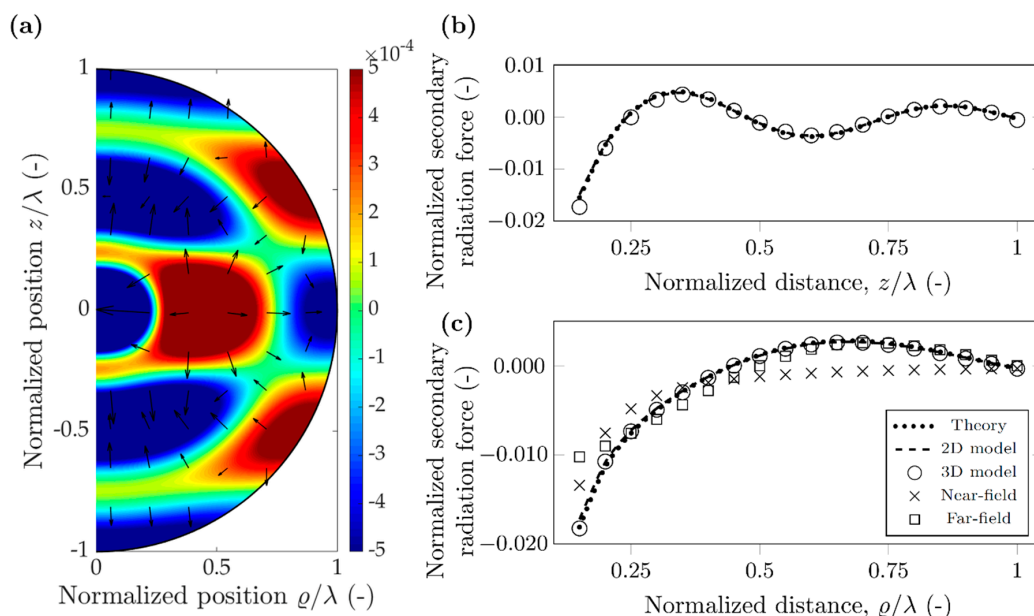 (a)
×10⁻⁴
Normalized position z/λ (-)
1
0.5
0
-0.5
-1
0
0.5
1
Normalized position ϱ/λ (-)
5
4
3
2
1
0
-1
-2
-3
-4
-5
(b)
Normalized secondary
radiation force (-)
0.01
0.00
−0.01
−0.02
0.25
0.5
0.75
1
Normalized distance, z/λ (-)
(c)
Normalized secondary
radiation force (-)
0.000
−0.010
−0.020
Theory
2D model
3D model
Near-field
Far-field
0.25
0.5
0.75
1
Normalized distance, ϱ/λ (-)